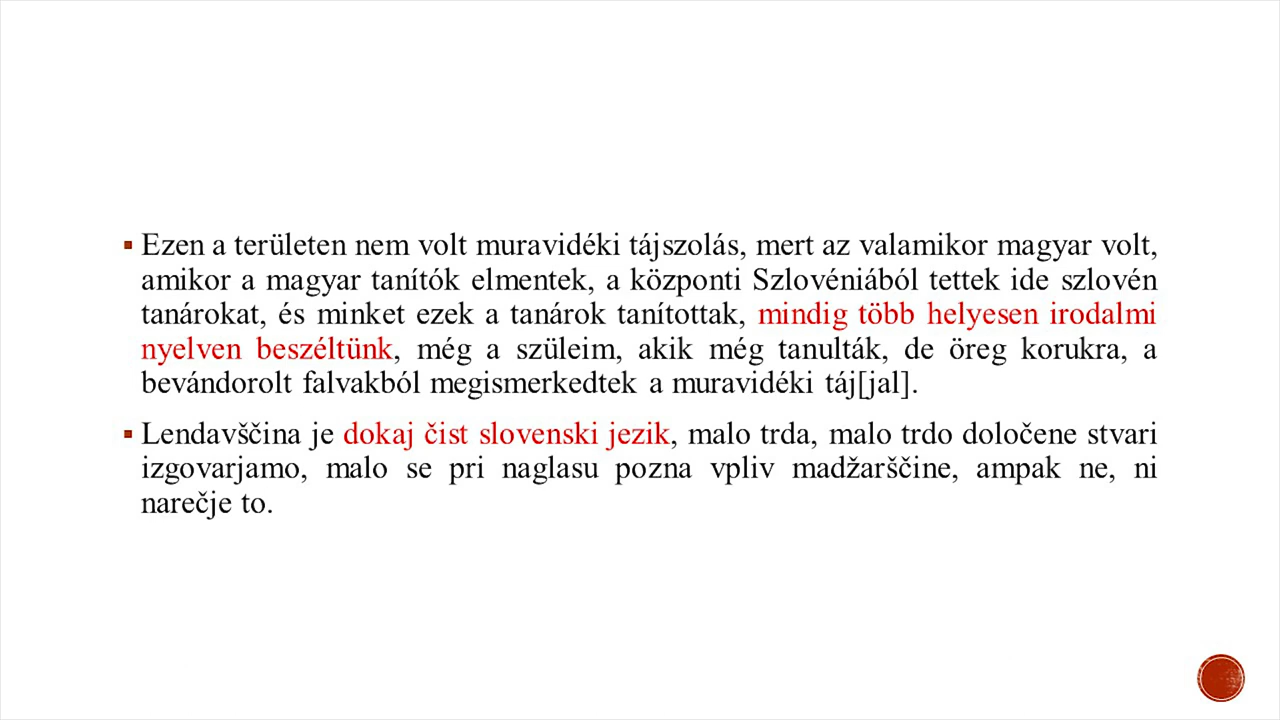 Ezen a területen nem volt muravidéki tájszolás, mert az valamikor magyar volt,
amikor a magyar tanítók elmentek, a központi Szlovéniából tettek ide szlovén
tanárokat, és minket ezek a tanárok tanítottak, mindig több helyesen irodalmi
nyelven beszéltünk, még a szüleim, akik még tanulták, de öreg korukra, a
bevándorolt falvakból megismerkedtek a muravidéki táj[jal].
Lendavščina je dokaj čist slovenski jezik, malo trda, malo trdo določene stvari
izgovarjamo, malo se pri naglasu pozna vpliv madžarščine, ampak ne, ni
narečje to.